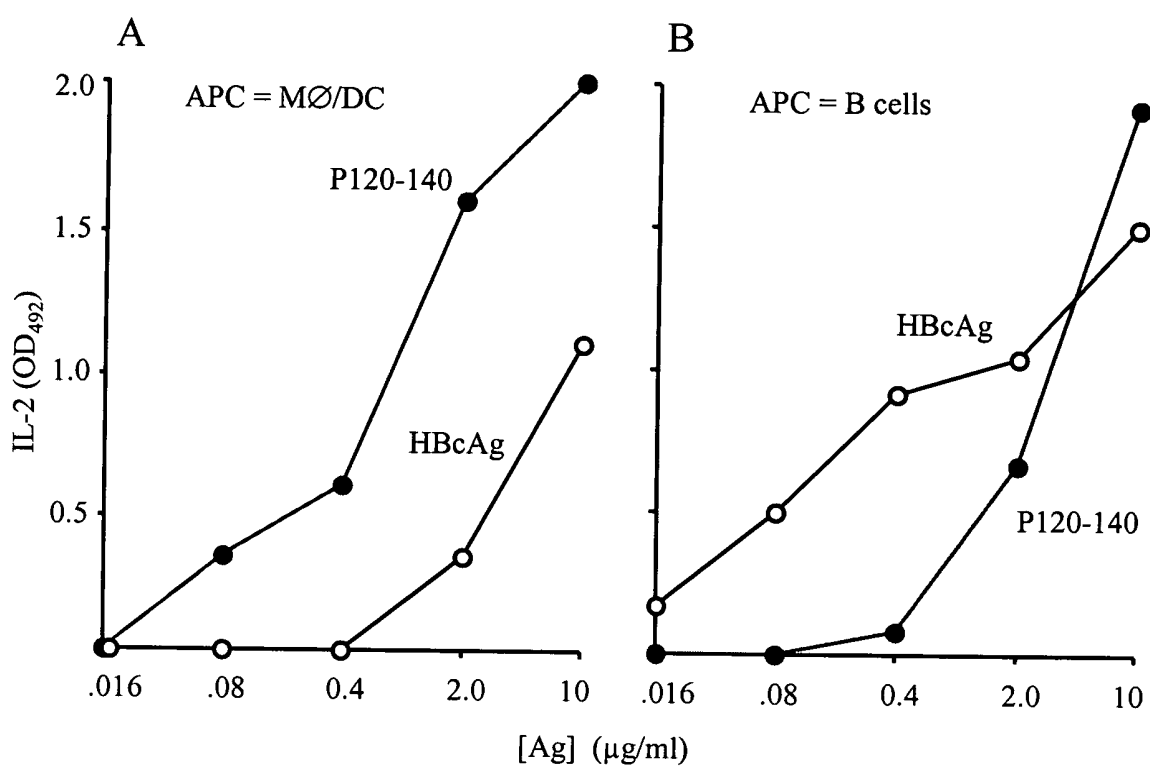 A
B
2.0
APC = MØ/DC
APC = B cells
P120-140
1.5
HBcAg
IL-2 (OD492)
1.0
HBcAg
0.5
P120-140
.016 .08 0.4 2.0 10
.016 .08 0.4 2.0 10
[Ag] (µg/ml)